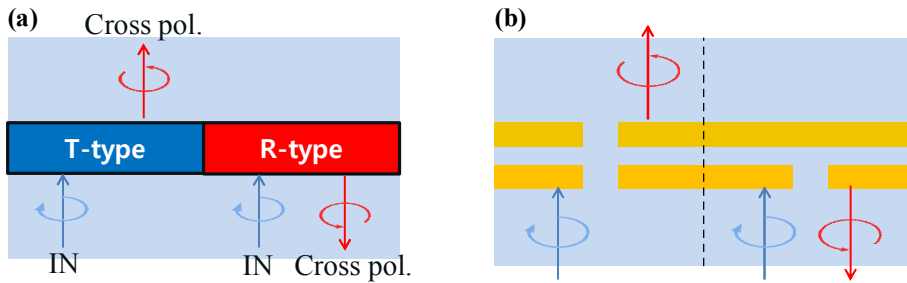 (a)
Cross pol.
T-type
R-type
IN
IN
Cross pol.
(b)